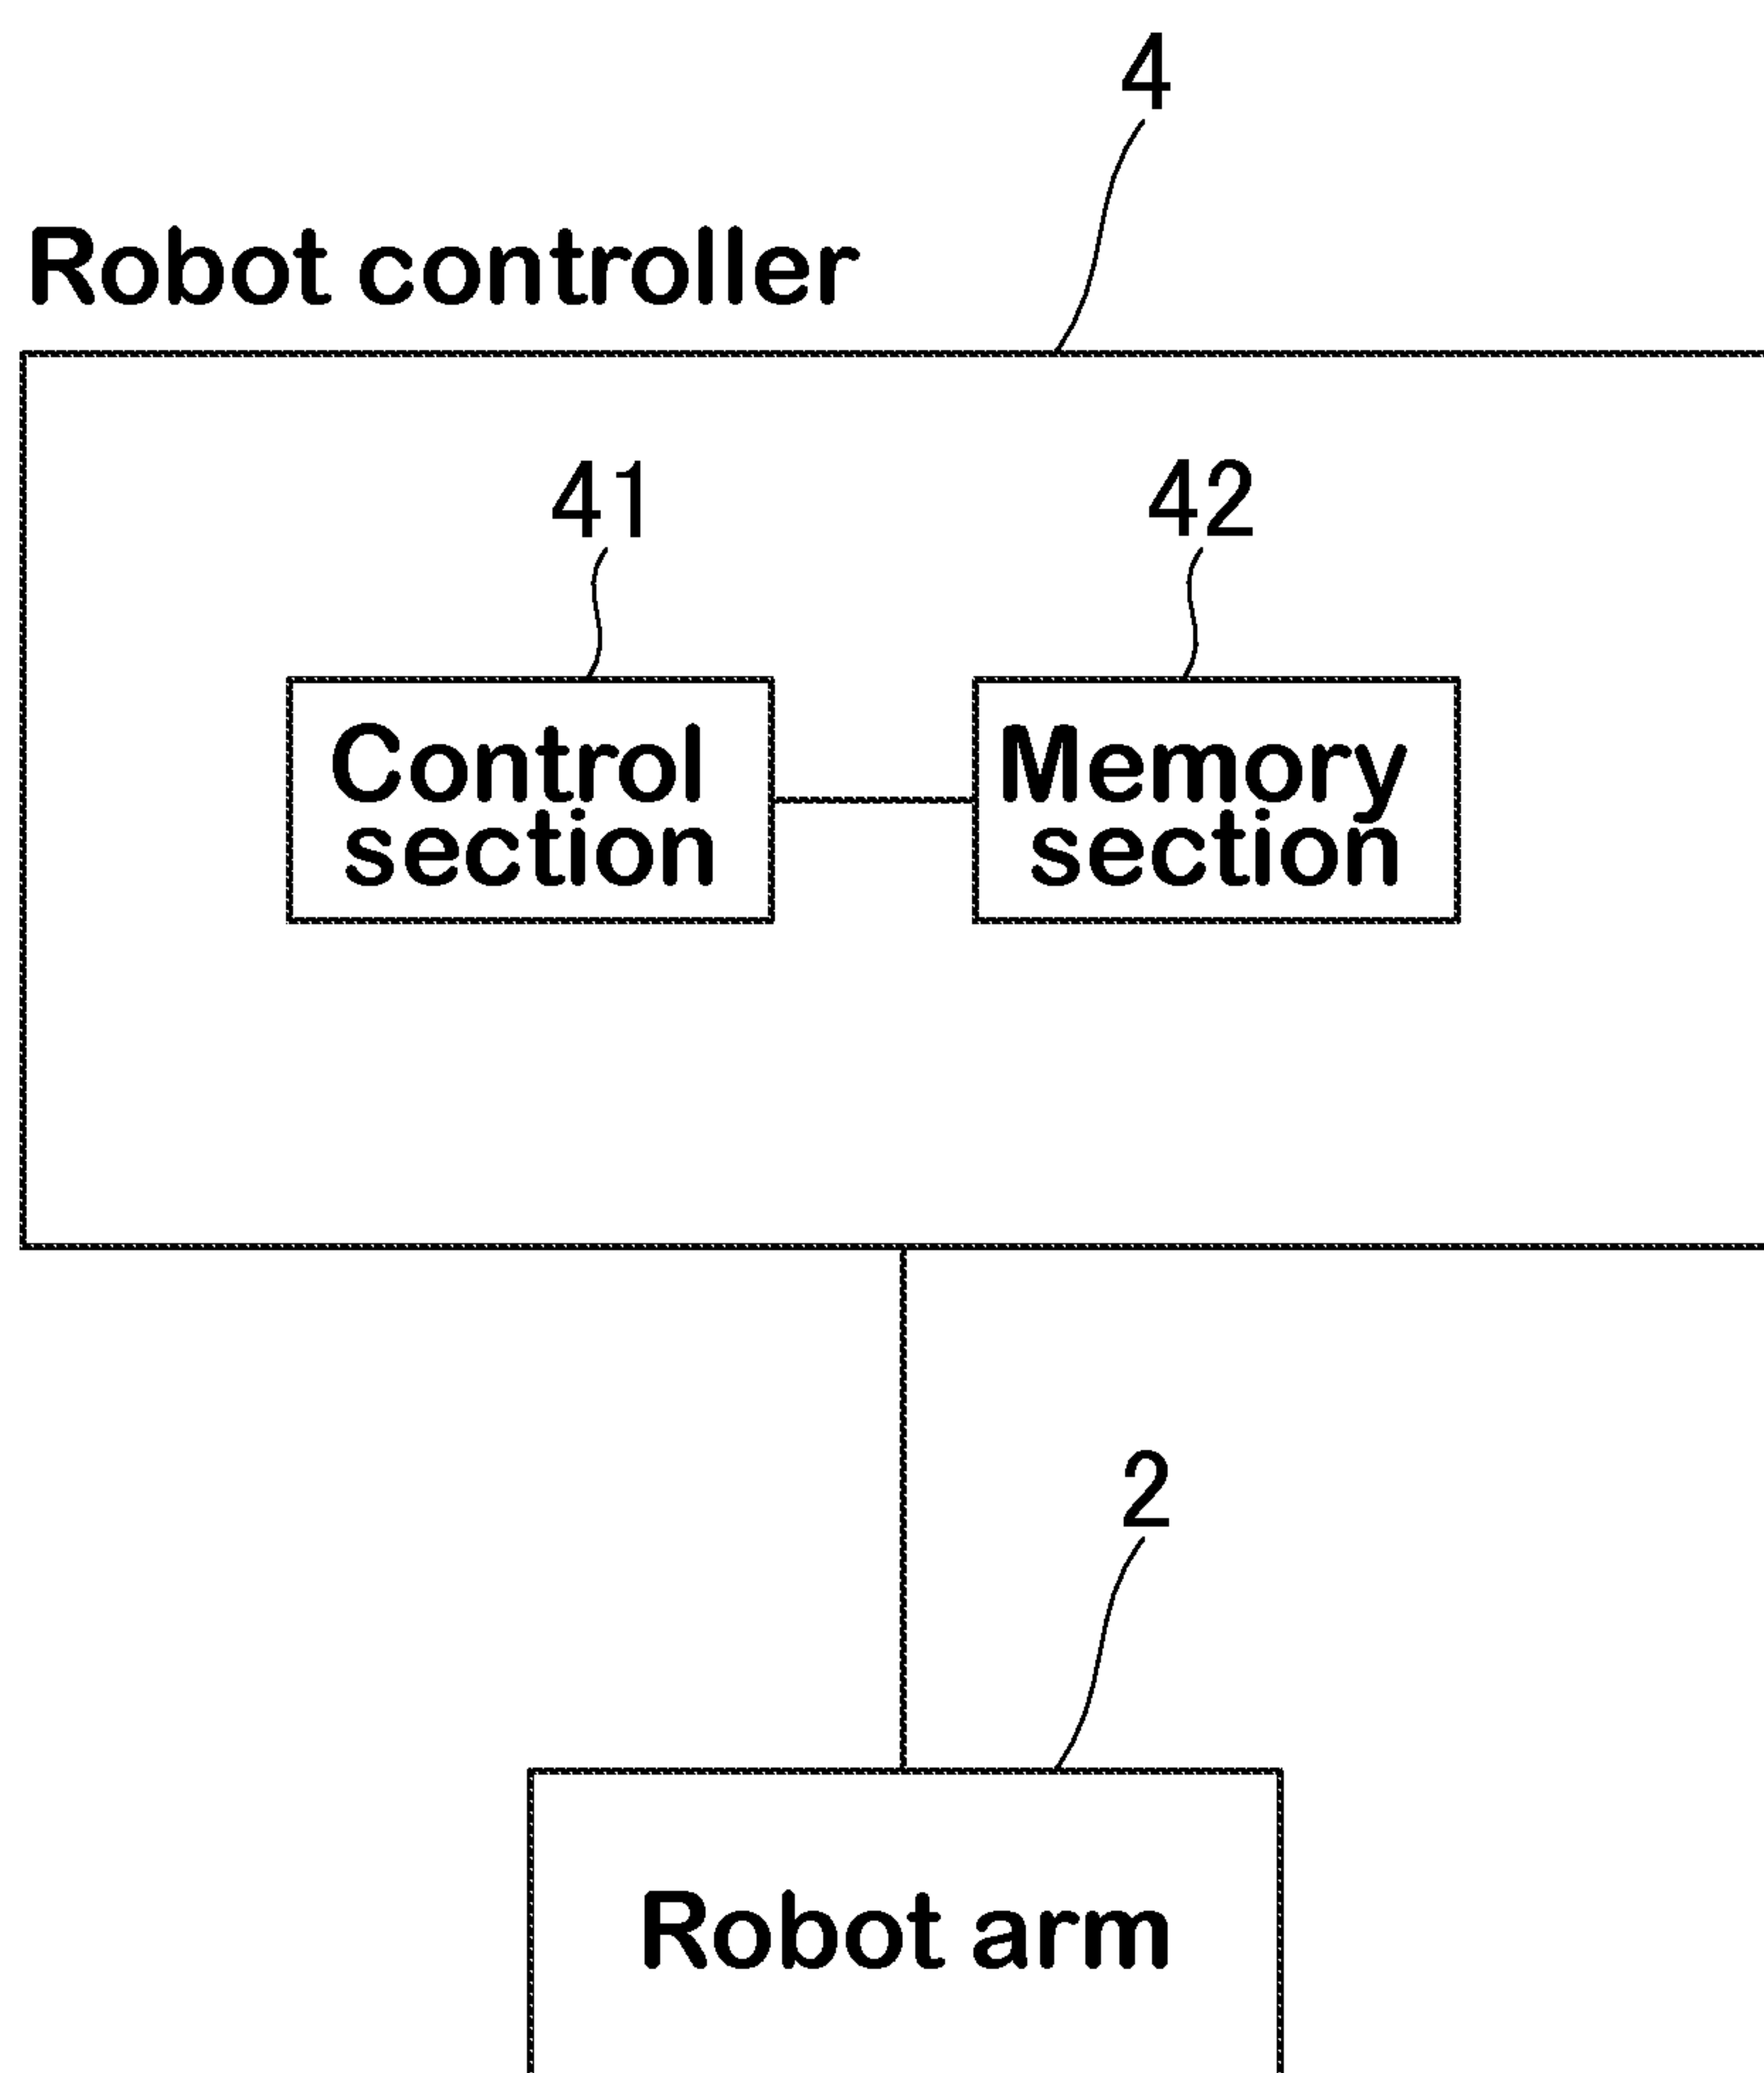 4
Robot controller
41
42
Control
section
Memory
section
2
Robot arm